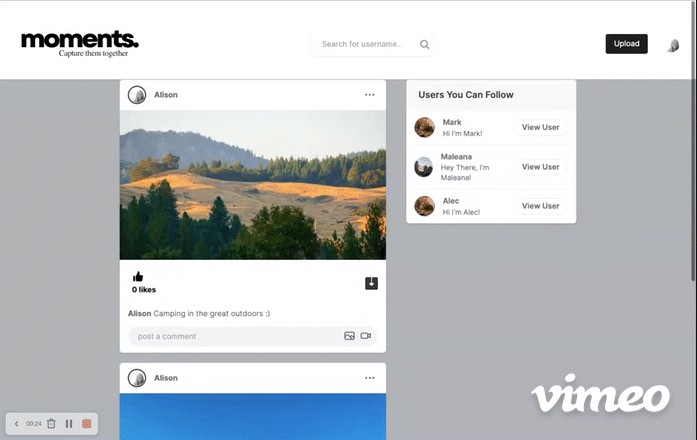 moments.
Capture them together
Search for username..
Upload
Alison
Users You Can Follow
Mark
Hi I'm Mark!
View User
Maleana
Hey There, I'm
Maleana!
View User
Alec
Hi I'm Alec!
View User
0 likes
Alison Camping in the great outdoors :)
post a comment
Alison
00:24
vimeo